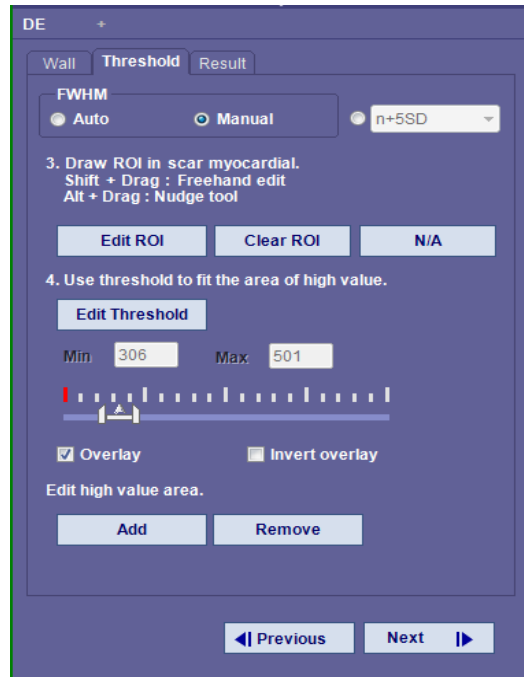 DE +
Wall Threshold Result
FWHM
Auto Manual n+5SD
3. Draw ROI in scar myocardial.
Shift + Drag : Freehand edit
Alt + Drag : Nudge tool
Edit ROI Clear ROI N/A
4. Use threshold to fit the area of high value.
Edit Threshold
Min 306 Max 501
Overlay Invert overlay
Edit high value area.
Add Remove
Previous Next